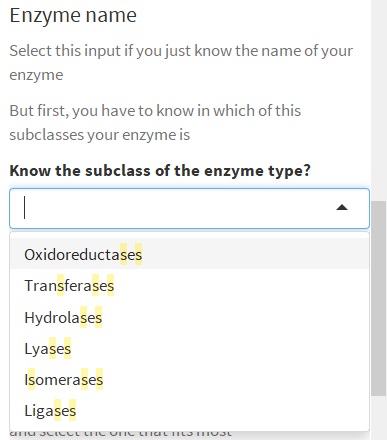 Enzyme name
Select this input if you just know the name of your
enzyme
But first, you have to know in which of this
subclasses your enzyme is
Know the subclass of the enzyme type?
Oxidoreductases
Transferases
Hydrolases
Lyases
Isomerases
Ligases
and select the one that fits most